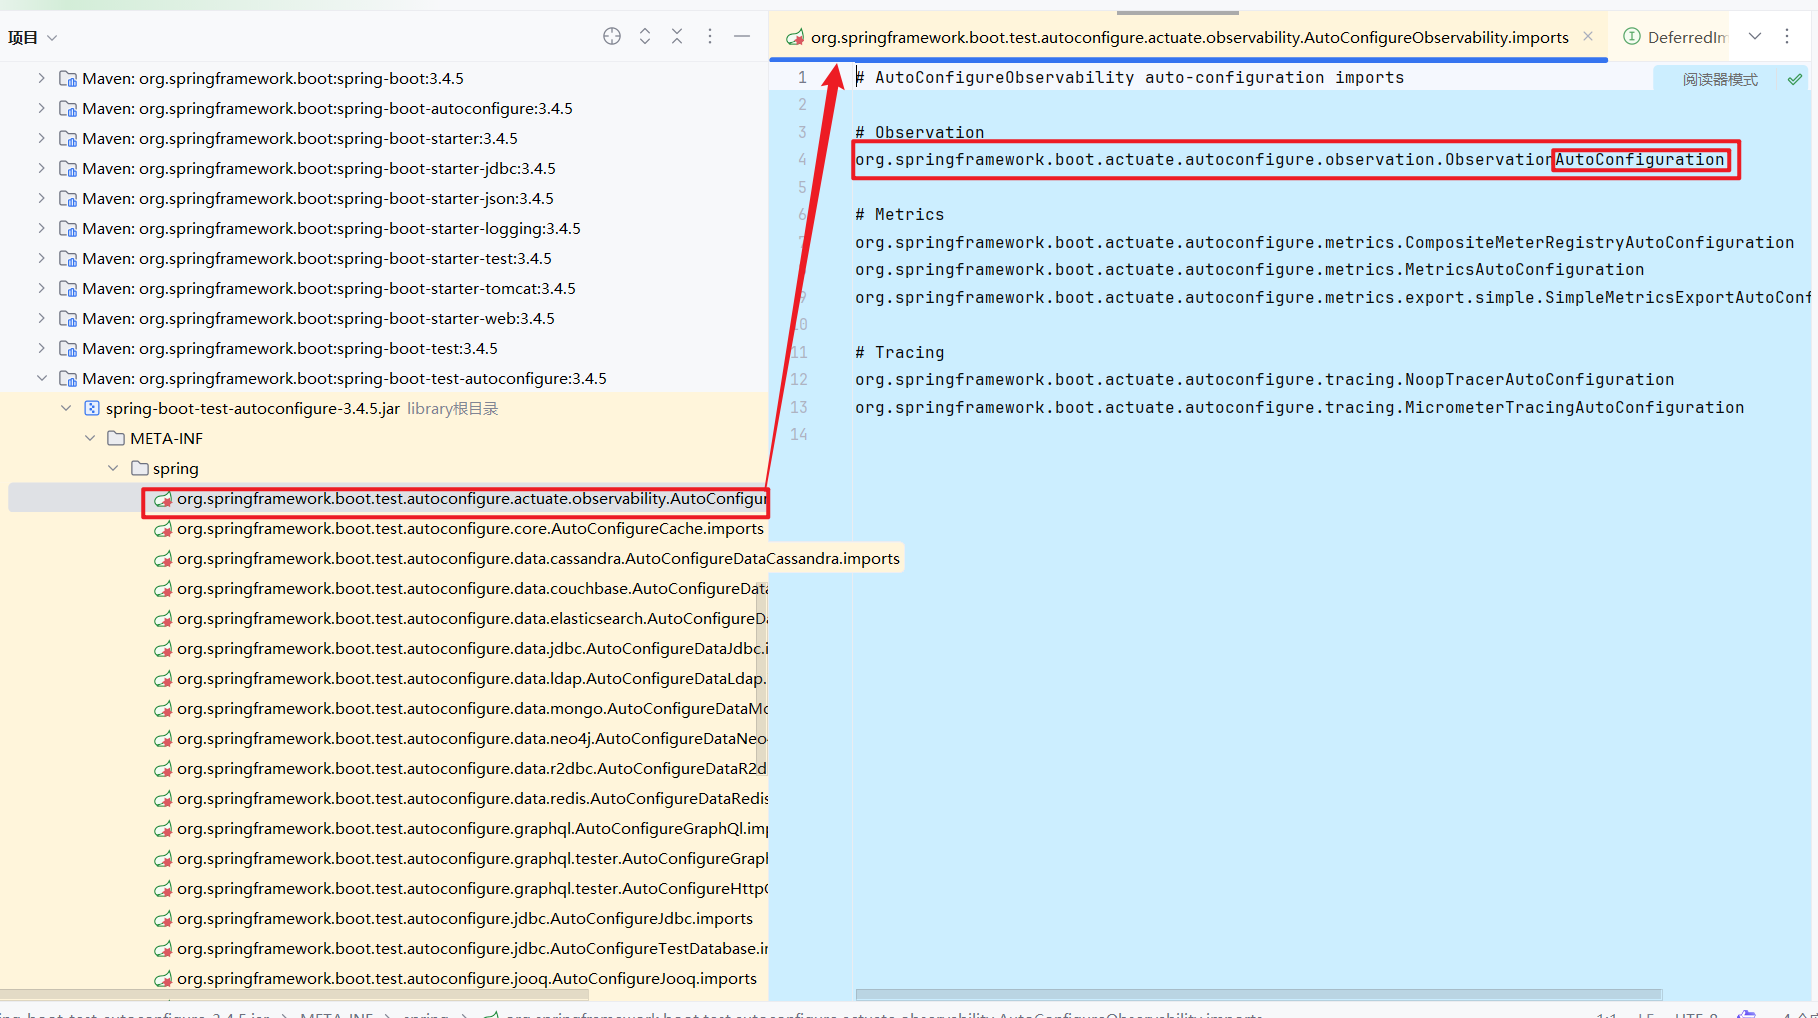 项目
Maven: org.springframework.boot:spring-boot:3.4.5
Maven: org.springframework.boot:spring-boot-autoconfigure:3.4.5
Maven: org.springframework.boot:spring-boot-starter:3.4.5
Maven: org.springframework.boot:spring-boot-starter-jdbc:3.4.5
Maven: org.springframework.boot:spring-boot-starter-json:3.4.5
Maven: org.springframework.boot:spring-boot-starter-logging:3.4.5
Maven: org.springframework.boot:spring-boot-starter-test:3.4.5
Maven: org.springframework.boot:spring-boot-starter-tomcat:3.4.5
Maven: org.springframework.boot:spring-boot-starter-web:3.4.5
Maven: org.springframework.boot:spring-boot-test:3.4.5
Maven: org.springframework.boot:spring-boot-test-autoconfigure:3.4.5
spring-boot-test-autoconfigure-3.4.5.jar library根目录
META-INF
spring
org.springframework.boot.test.autoconfigure.actuate.observability.AutoConfigur
org.springframework.boot.test.autoconfigure.core.AutoConfigureCache.imports
org.springframework.boot.test.autoconfigure.data.cassandra.AutoConfigureDataCassandra.imports
org.springframework.boot.test.autoconfigure.data.couchbase.AutoConfigureData
org.springframework.boot.test.autoconfigure.data.elasticsearch.AutoConfigureDa
org.springframework.boot.test.autoconfigure.data.jdbc.AutoConfigureDataJdbc.i
org.springframework.boot.test.autoconfigure.data.ldap.AutoConfigureDataLdap.
org.springframework.boot.test.autoconfigure.data.mongo.AutoConfigureDataMo
org.springframework.boot.test.autoconfigure.data.neo4j.AutoConfigureDataNeo4
org.springframework.boot.test.autoconfigure.data.r2dbc.AutoConfigureDataR2d
org.springframework.boot.test.autoconfigure.data.redis.AutoConfigureDataRedis
org.springframework.boot.test.autoconfigure.graphql.AutoConfigureGraphQl.imp
org.springframework.boot.test.autoconfigure.graphql.tester.AutoConfigureGraph
org.springframework.boot.test.autoconfigure.graphql.tester.AutoConfigureHttpG
org.springframework.boot.test.autoconfigure.jdbc.AutoConfigureJdbc.imports
org.springframework.boot.test.autoconfigure.jdbc.AutoConfigureTestDatabase.i
org.springframework.boot.test.autoconfigure.jooq.AutoConfigureJooq.imports
org.springframework.boot.test.autoconfigure.actuate.observability.AutoConfigureObservability.imports
DeferredIm
阅读器模式
1 # AutoConfigureObservability auto-configuration imports
2
3 # Observation
4 org.springframework.boot.actuate.autoconfigure.observation.ObservationAutoConfiguration
5
6 # Metrics
org.springframework.boot.actuate.autoconfigure.metrics.CompositeMeterRegistryAutoConfiguration
org.springframework.boot.actuate.autoconfigure.metrics.MetricsAutoConfiguration
9 org.springframework.boot.actuate.autoconfigure.metrics.export.simple.SimpleMetricsExportAutoConf
10
11 # Tracing
12 org.springframework.boot.actuate.autoconfigure.tracing.NoopTracerAutoConfiguration
13 org.springframework.boot.actuate.autoconfigure.tracing.MicrometerTracingAutoConfiguration
14